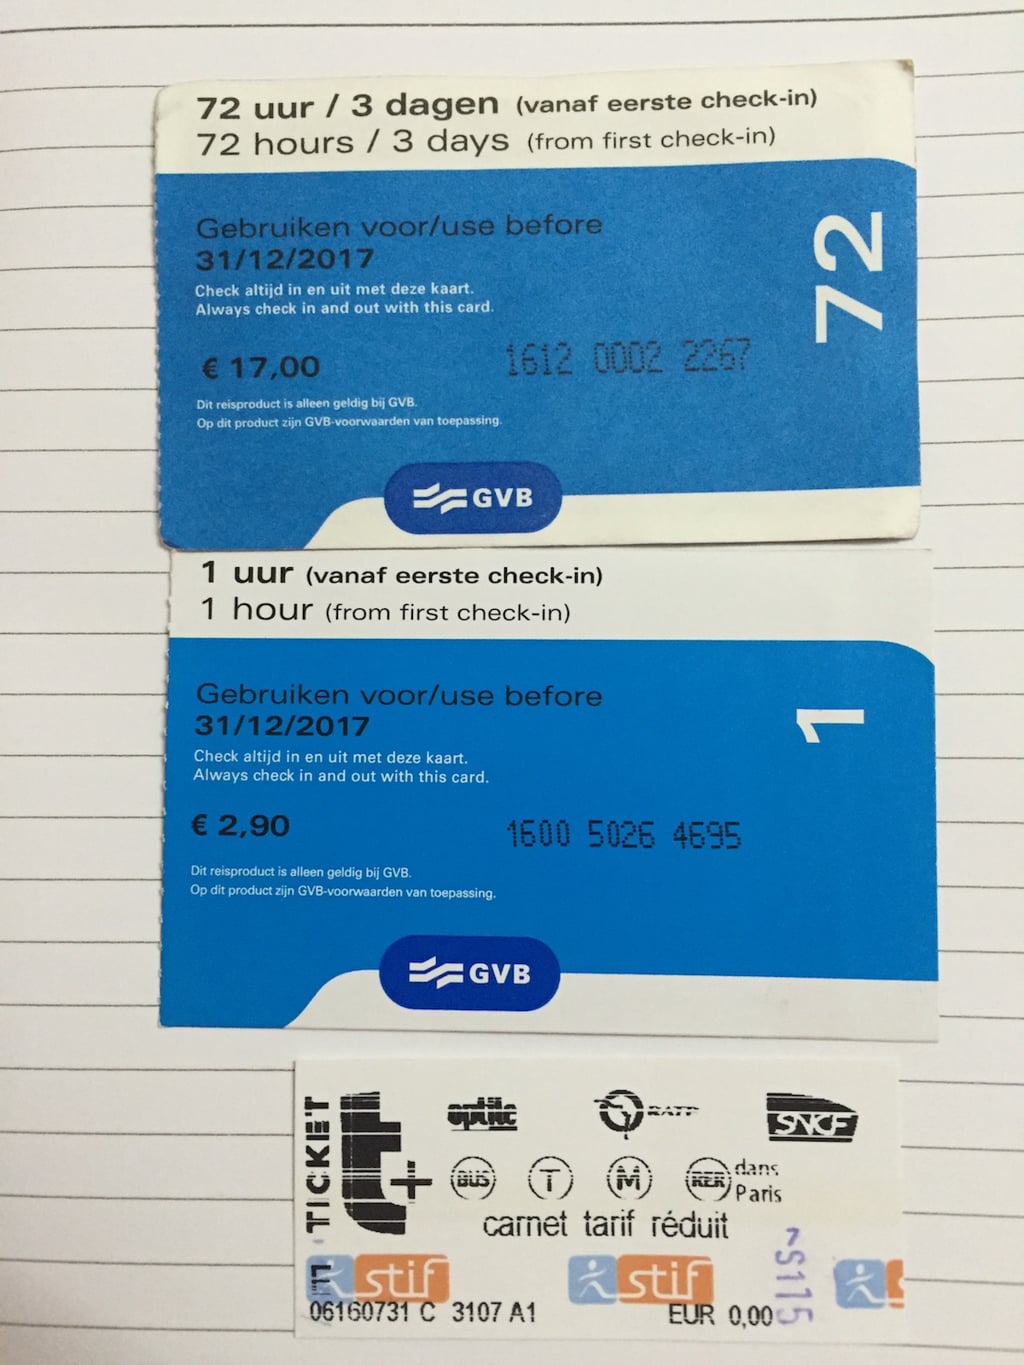 72 uur / 3 dagen (vanaf eerste check-in)
72 hours / 3 days (from first check-in)
Gebruiken voor/use before
31/12/2017
Check altijd in en uit met deze kaart.
Always check in and out with this card.
72
€ 17,00
1612 0002 2267
Dit reisproduct is alleen geldig bij GVB.
Op dit product zijn GVB-voorwaarden van toepassing.
GVB
1 uur (vanaf eerste check-in)
1 hour (from first check-in)
Gebruiken voor/use before
31/12/2017
Check altijd in en uit met deze kaart.
Always check in and out with this card.
1
€ 2,90
1600 5026 4695
Dit reisproduct is alleen geldig bij GVB.
Op dit product zijn GVB-voorwaarden van toepassing.
GVB
TICKET
t+
optile RATP SNCF
BUS T M RER dans Paris
carnet tarif réduit
stif stif
06160731 C 3107 A1 EUR 0,00